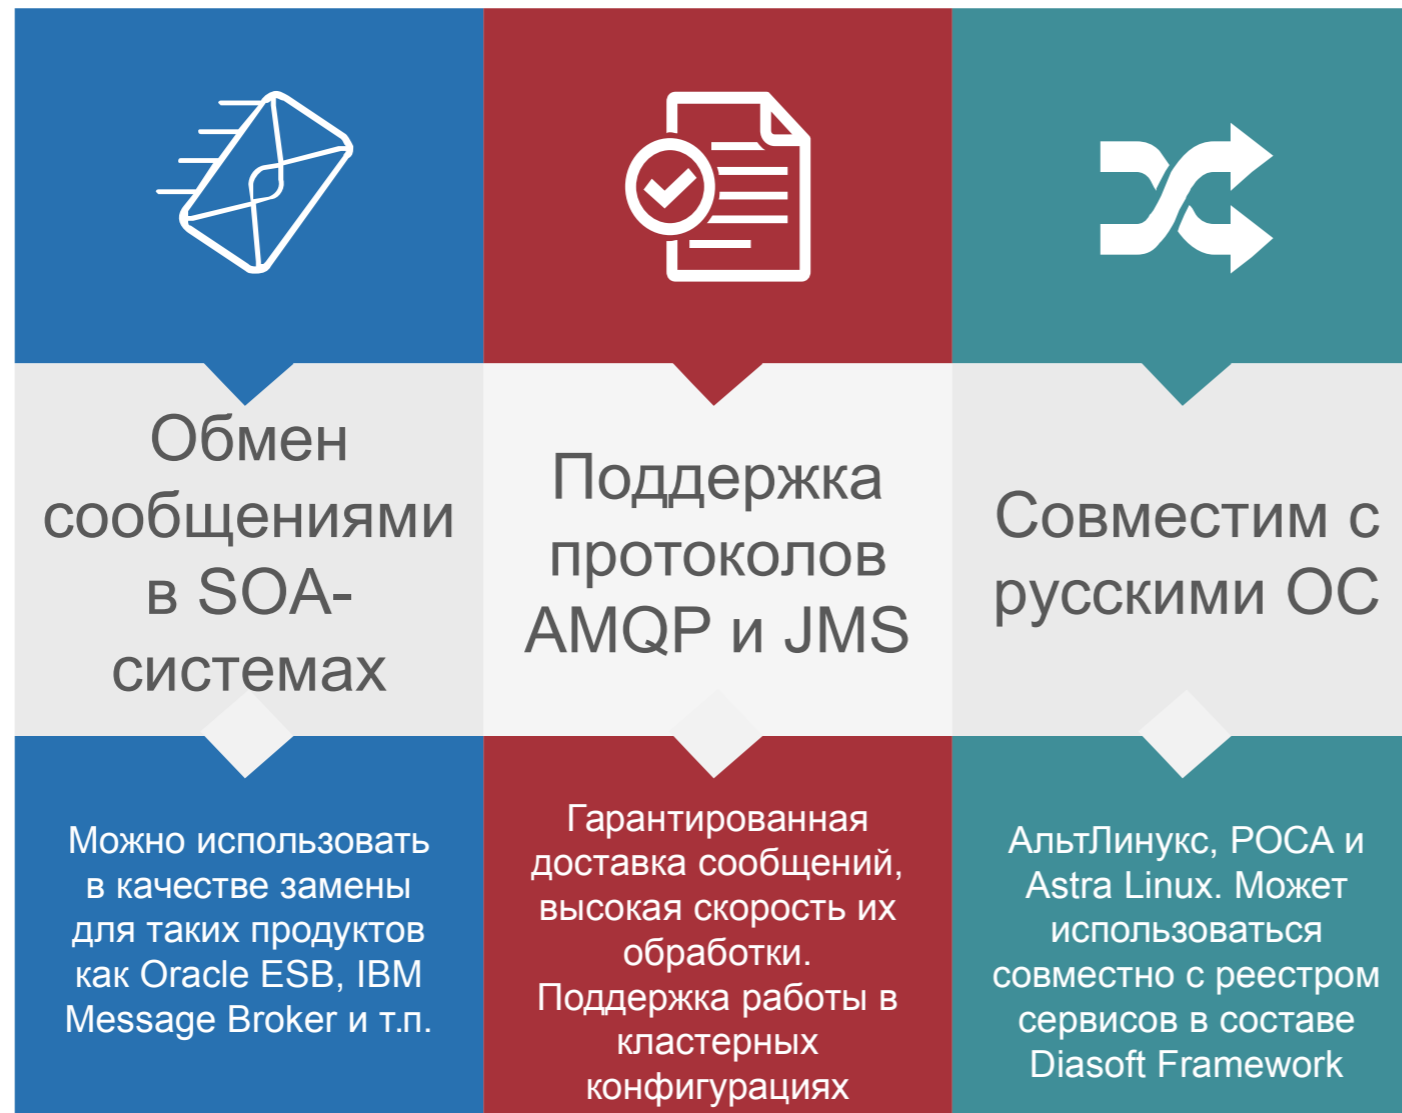 Обмен
сообщениями
в SOA-
системах
Можно использовать
в качестве замены
для таких продуктов
как Oracle ESB, IBM
Message Broker и т.п.
Поддержка
протоколов
AMQP и JMS
Гарантированная
доставка сообщений,
высокая скорость их
обработки.
Поддержка работы в
кластерных
конфигурациях
Совместим с
русскими ОС
АльтЛинукс, РОСА и
Astra Linux. Может
использоваться
совместно с реестром
сервисов в составе
Diasoft Framework